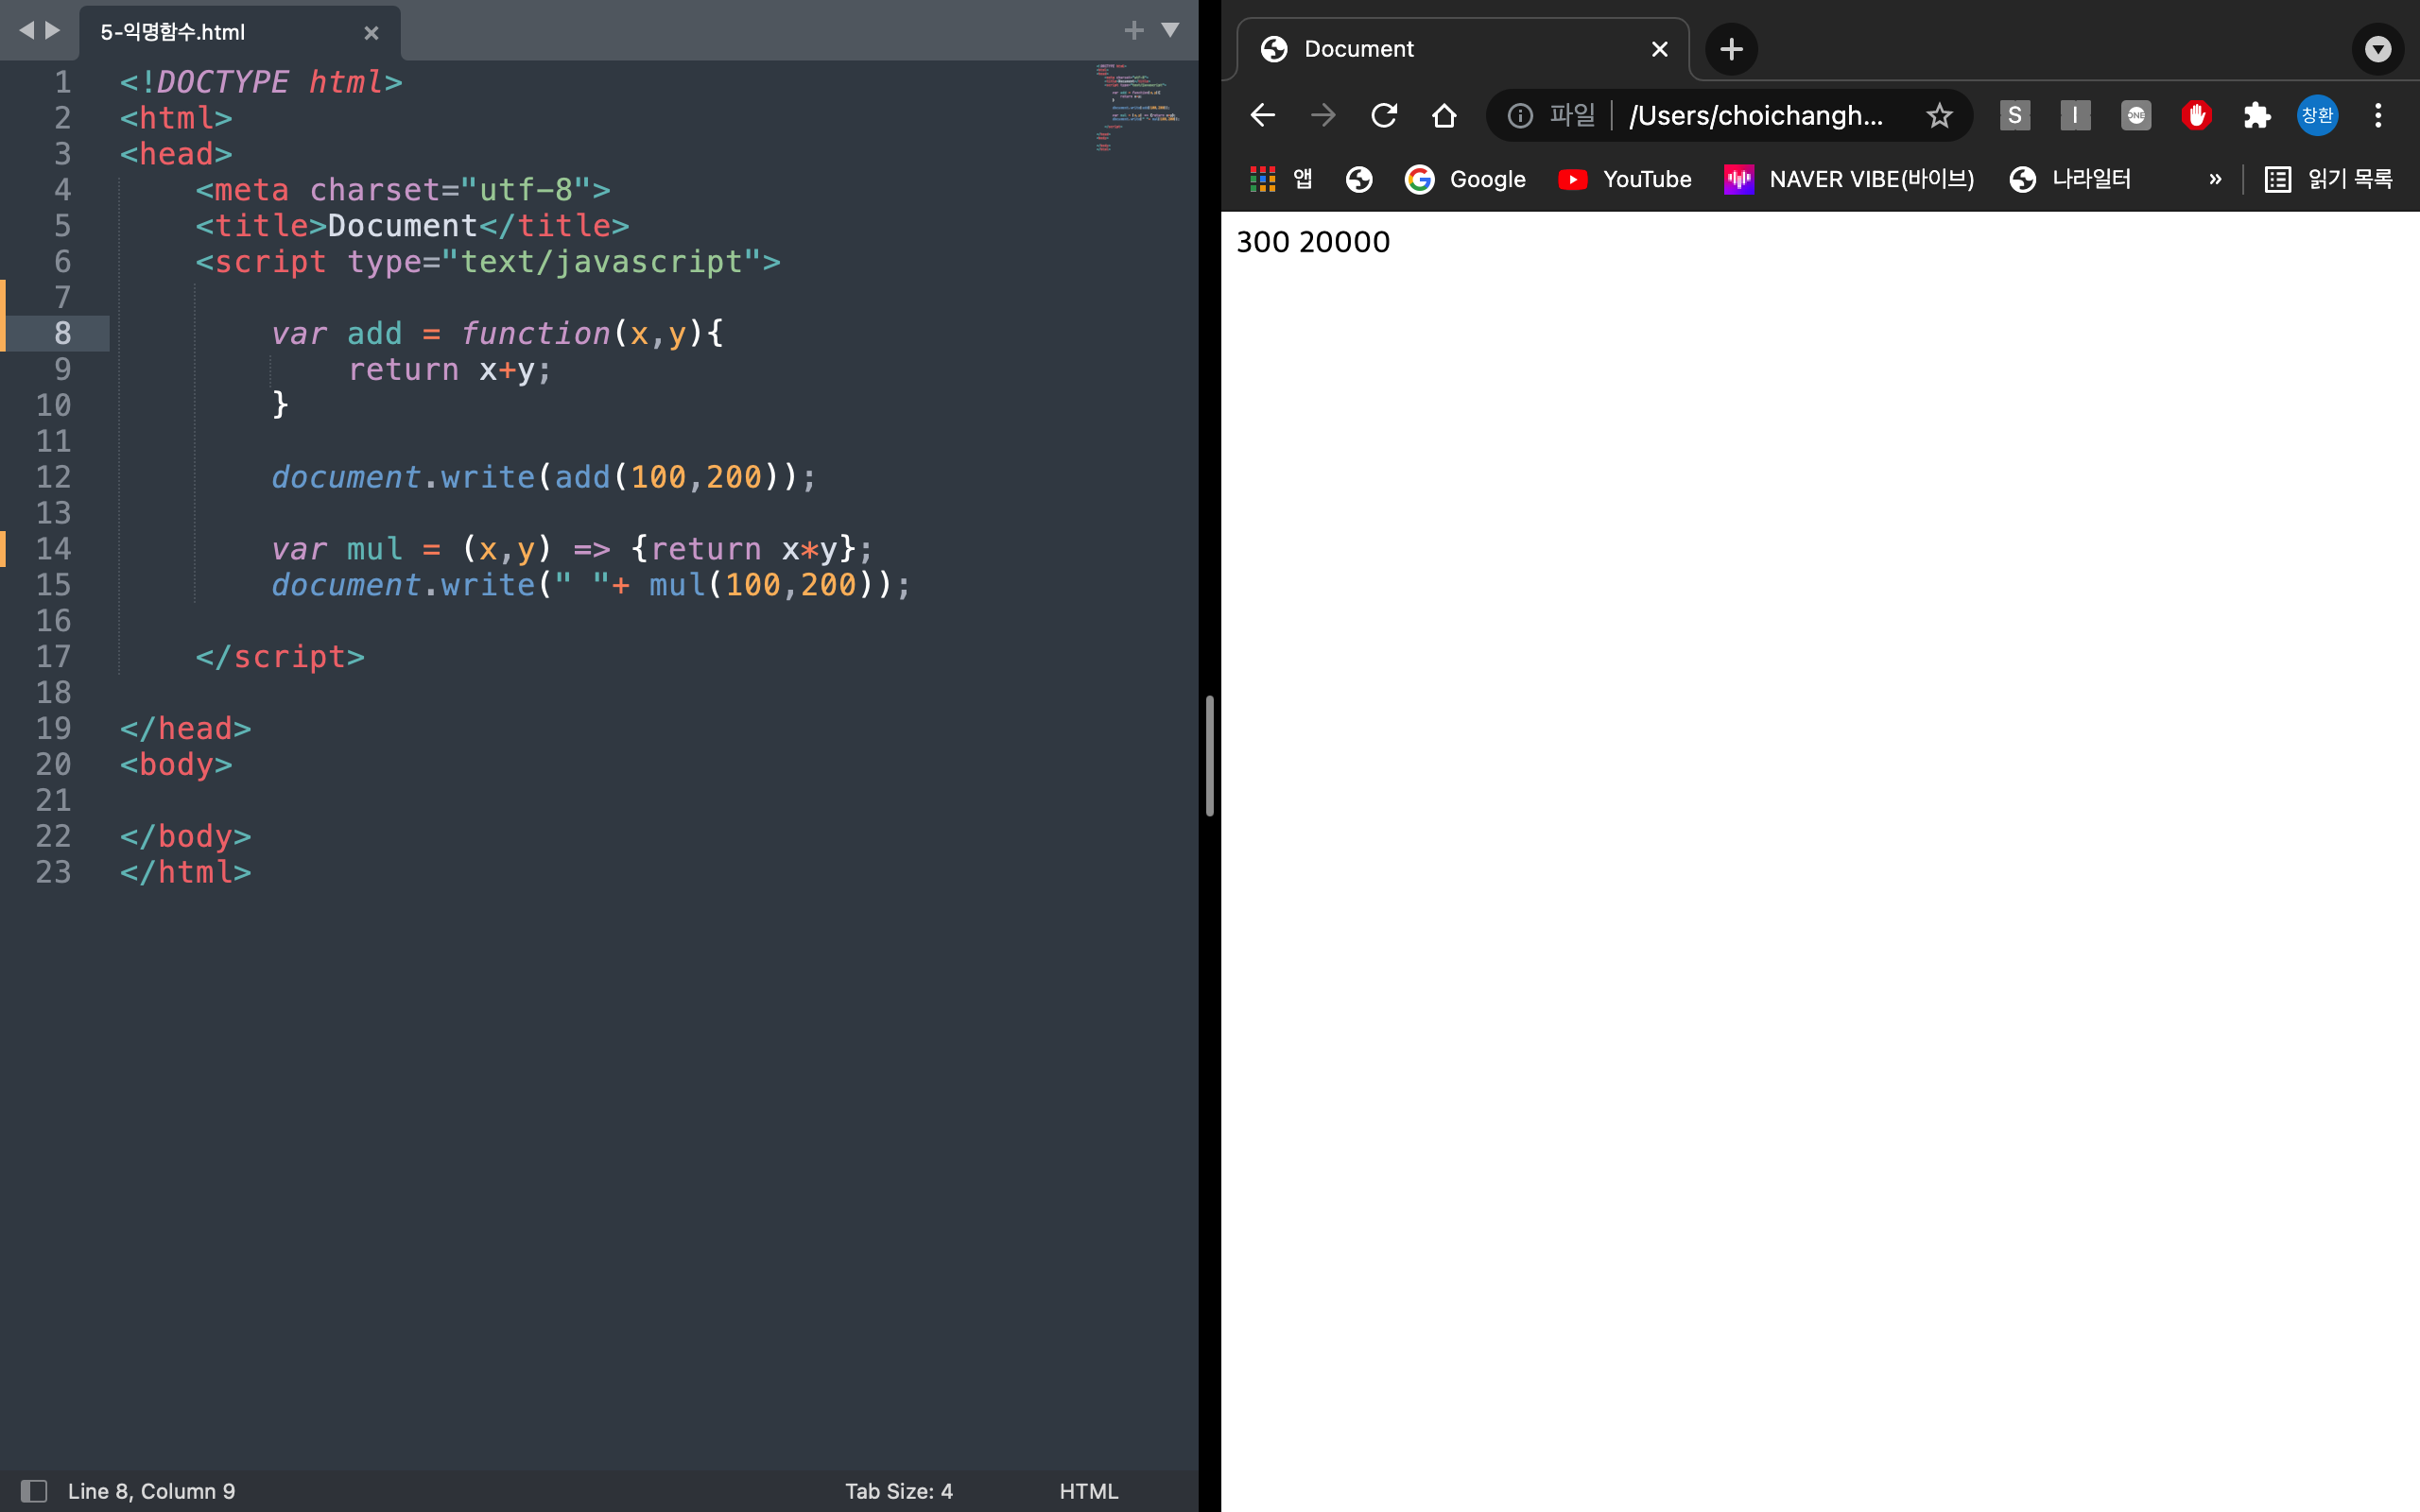 5-익명함수.html
1 <!DOCTYPE html>
2 <html>
3 <head>
4 <meta charset="utf-8">
5 <title>Document</title>
6 <script type="text/javascript">
7
8 var add = function(x,y){
9 return x+y;
10 }
11
12 document.write(add(100,200));
13
14 var mul = (x,y) => {return x*y};
15 document.write(" "+ mul(100,200));
16
17 </script>
18
19 </head>
20 <body>
21
22 </body>
23 </html>
Line 8, Column 9 Tab Size: 4 HTML
Document
파일 /Users/choichangh... S I ONE 창환
앱 Google YouTube NAVER VIBE(바이브) 나라일터 » 읽기 목록
300 20000